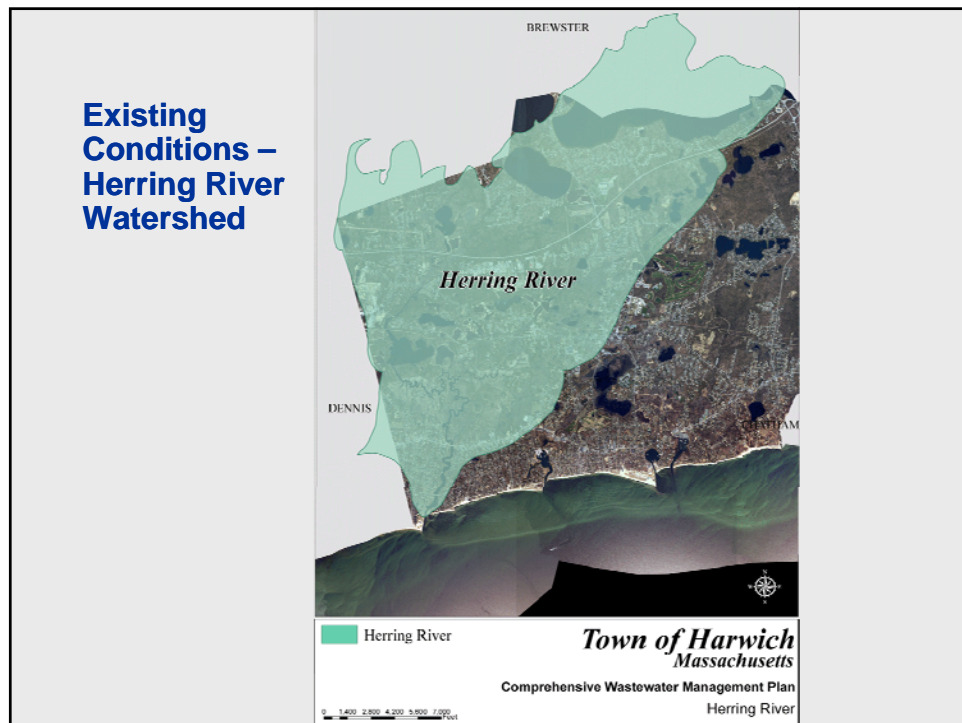 BREWSTER
Existing
Conditions –
Herring River
Watershed
Herring River
DENNIS
CHATHAM
N
W E
S
Herring River
Town of Harwich
Massachusetts
Comprehensive Wastewater Management Plan
Herring River
0 1,400 2,800 4,200 5,600 7,000
Feet